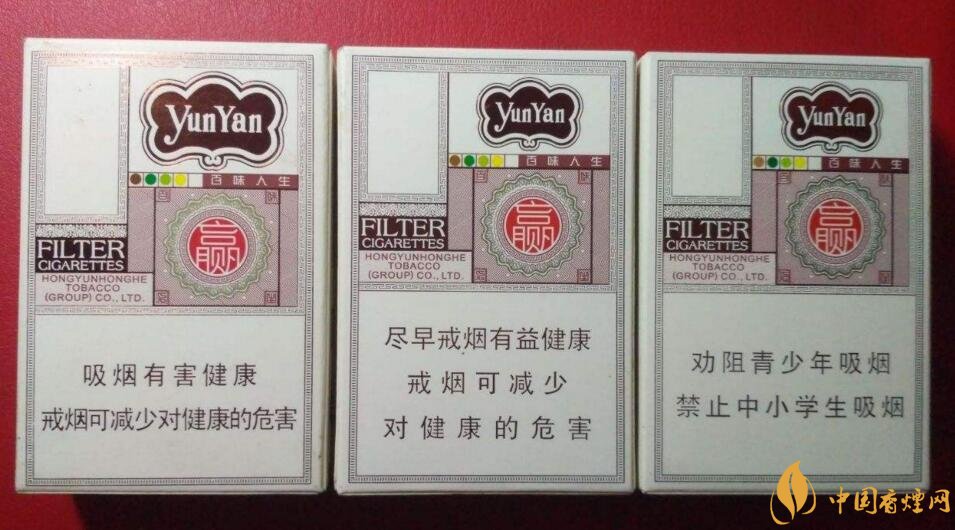 YunYan
百味人生
赢
FILTER
CIGARETTES
HONGYUNHONGHE
TOBACCO
(GROUP) CO., LTD.
吸烟有害健康
戒烟可减少对健康的危害
YunYan
百味人生
赢
FILTER
CIGARETTES
HONGYUNHONGHE
TOBACCO
(GROUP) CO., LTD.
尽早戒烟有益健康
戒烟可减少
对健康的危害
YunYan
百味人生
赢
FILTER
CIGARETTES
HONGYUNHONGHE
TOBACCO
(GROUP) CO., LTD.
劝阻青少年吸烟
禁止中小学生吸烟
中国香煙网